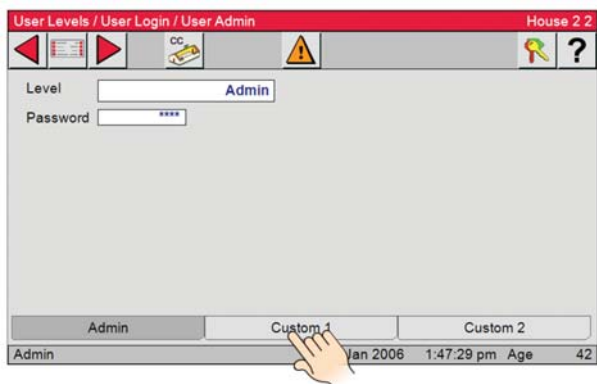 User Levels / User Login / User Admin House 2 2
CC
?
Level Admin
Password ****
Admin Custom 1 Custom 2
Admin Jan 2006 1:47:29 pm Age 42